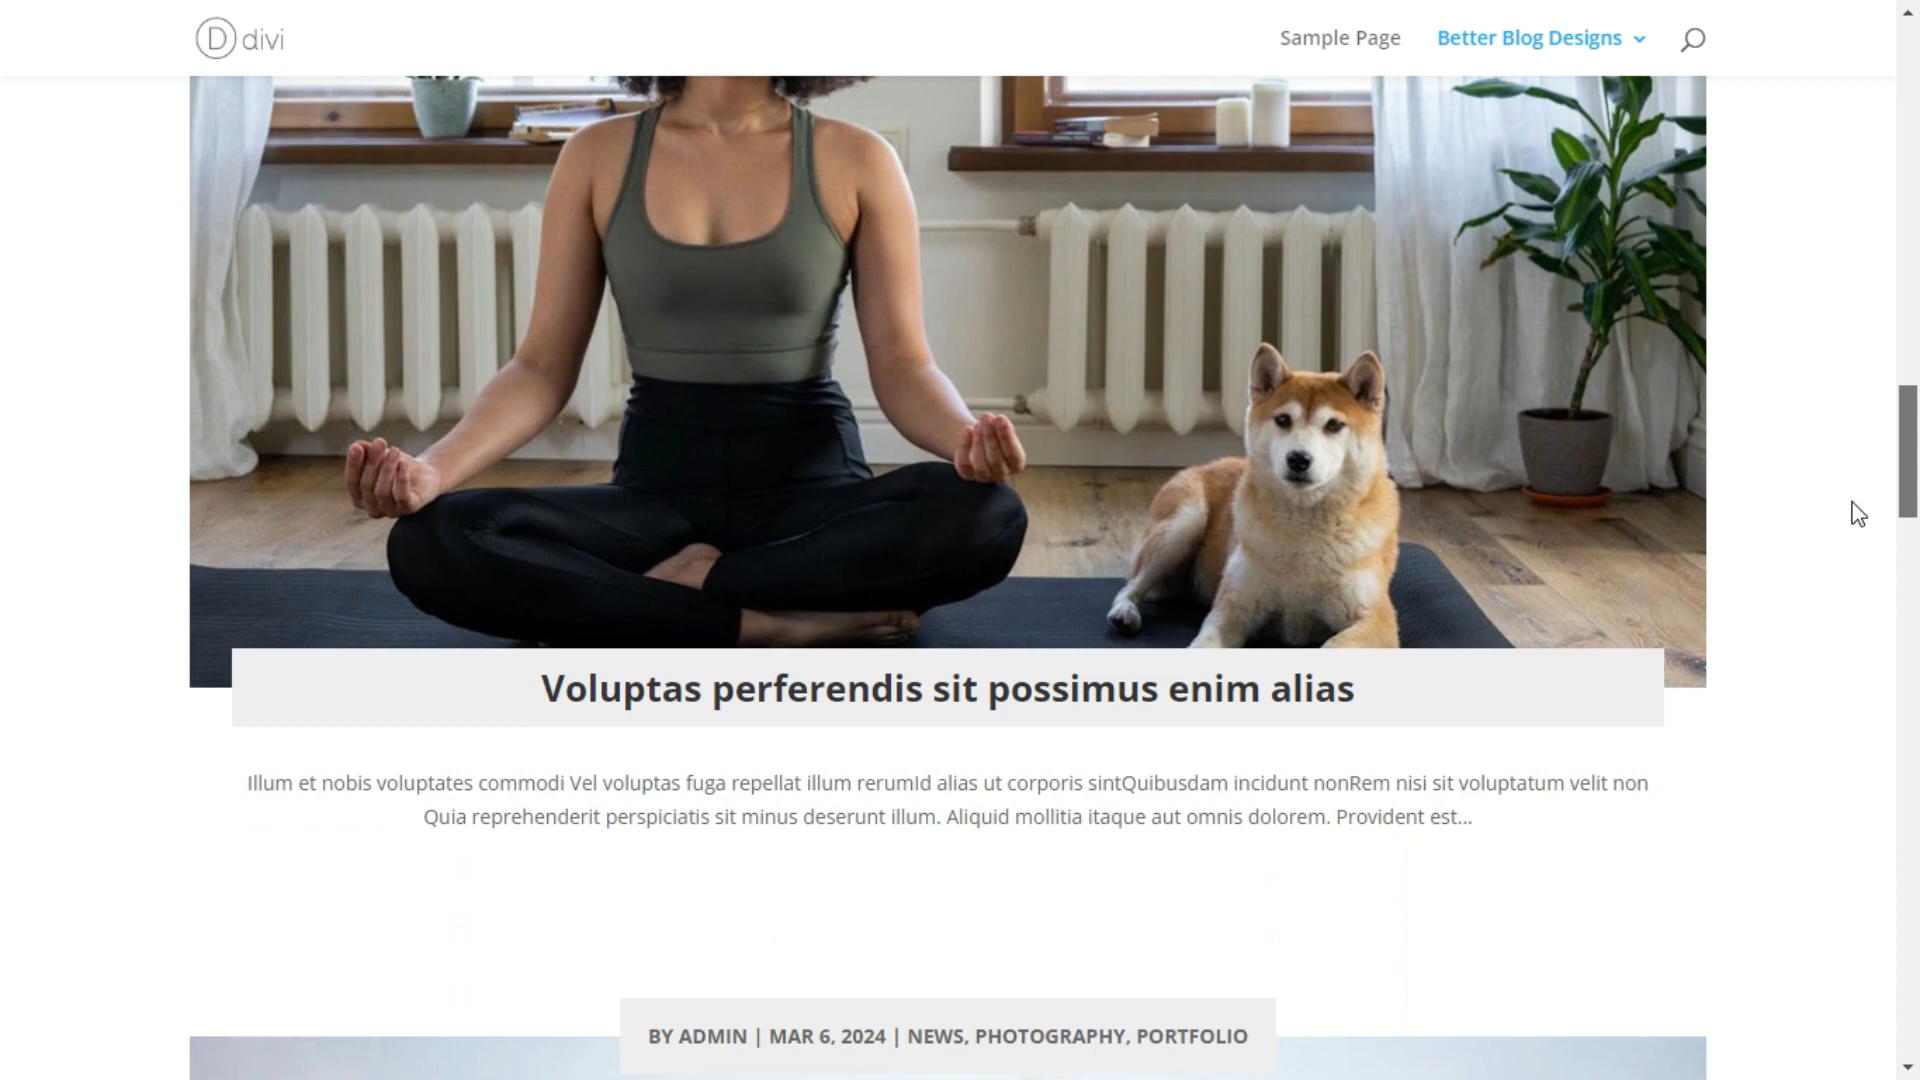 D divi
Sample Page
Better Blog Designs
Voluptas perferendis sit possimus enim alias
Illum et nobis voluptates commodi Vel voluptas fuga repellat illum rerumId alias ut corporis sintQuibusdam incidunt nonRem nisi sit voluptatum velit non
Quia reprehenderit perspiciatis sit minus deserunt illum. Aliquid mollitia itaque aut omnis dolorem. Provident est...
BY ADMIN | MAR 6, 2024 | NEWS, PHOTOGRAPHY, PORTFOLIO